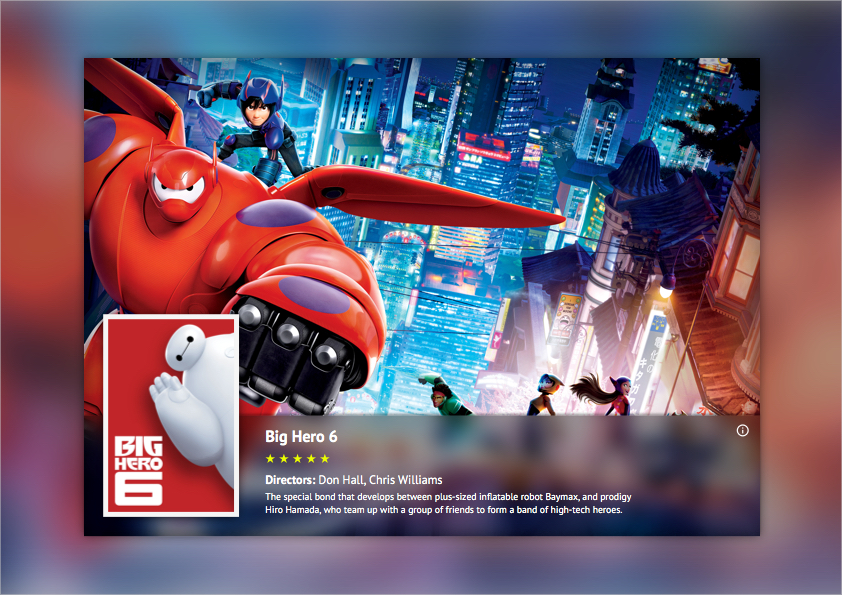 BIG
HERO
6
Big Hero 6
★★★★★
Directors: Don Hall, Chris Williams
The special bond that develops between plus-sized inflatable robot Baymax, and prodigy
Hiro Hamada, who team up with a group of friends to form a band of high-tech heroes.